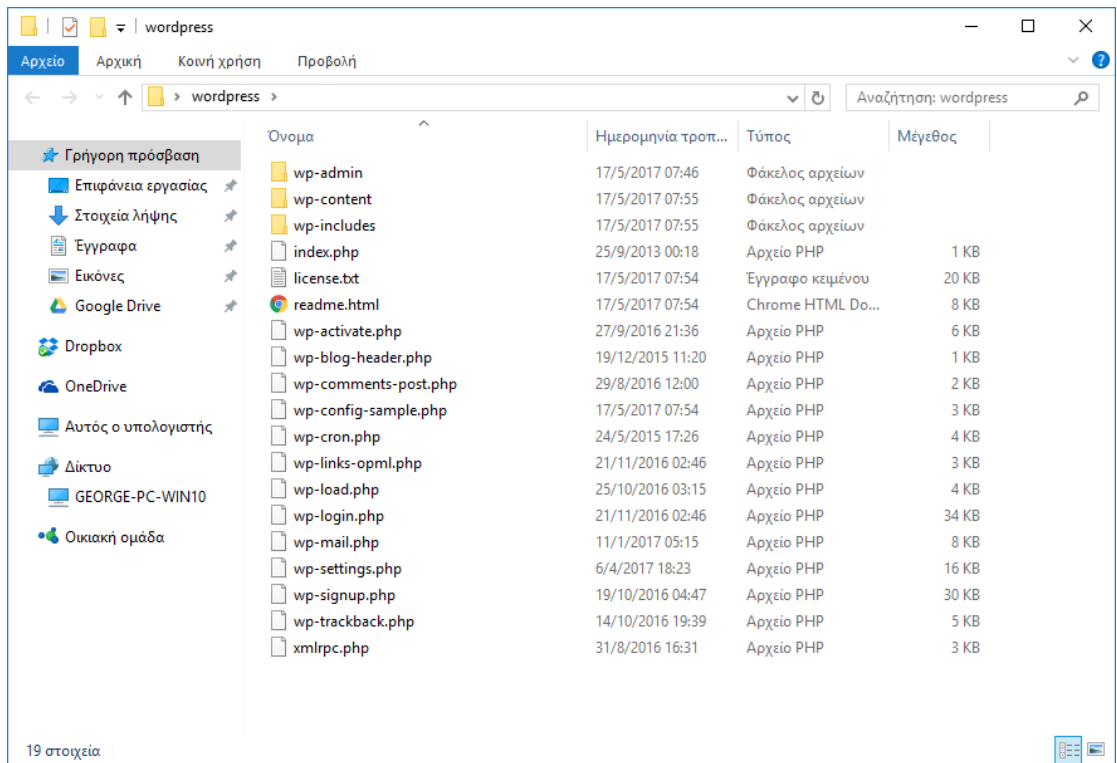 wordpress
Αρχείο Αρχική Κοινή χρήση Προβολή ?
wordpress Αναζήτηση: wordpress
Όνομα Ημερομηνία τροπ... Τύπος Μέγεθος
Γρήγορη πρόσβαση
Επιφάνεια εργασίας
Στοιχεία λήψης
Έγγραφα
Εικόνες
Google Drive
Dropbox
OneDrive
Αυτός ο υπολογιστής
Δίκτυο
GEORGE-PC-WIN10
Οικιακή ομάδα
wp-admin 17/5/2017 07:46 Φάκελος αρχείων
wp-content 17/5/2017 07:55 Φάκελος αρχείων
wp-includes 17/5/2017 07:55 Φάκελος αρχείων
index.php 25/9/2013 00:18 Αρχείο PHP 1 KB
license.txt 17/5/2017 07:54 Έγγραφο κειμένου 20 KB
readme.html 17/5/2017 07:54 Chrome HTML Do... 8 KB
wp-activate.php 27/9/2016 21:36 Αρχείο PHP 6 KB
wp-blog-header.php 19/12/2015 11:20 Αρχείο PHP 1 KB
wp-comments-post.php 29/8/2016 12:00 Αρχείο PHP 2 KB
wp-config-sample.php 17/5/2017 07:54 Αρχείο PHP 3 KB
wp-cron.php 24/5/2015 17:26 Αρχείο PHP 4 KB
wp-links-opml.php 21/11/2016 02:46 Αρχείο PHP 3 KB
wp-load.php 25/10/2016 03:15 Αρχείο PHP 4 KB
wp-login.php 21/11/2016 02:46 Αρχείο PHP 34 KB
wp-mail.php 11/1/2017 05:15 Αρχείο PHP 8 KB
wp-settings.php 6/4/2017 18:23 Αρχείο PHP 16 KB
wp-signup.php 19/10/2016 04:47 Αρχείο PHP 30 KB
wp-trackback.php 14/10/2016 19:39 Αρχείο PHP 5 KB
xmlrpc.php 31/8/2016 16:31 Αρχείο PHP 3 KB
19 στοιχεία